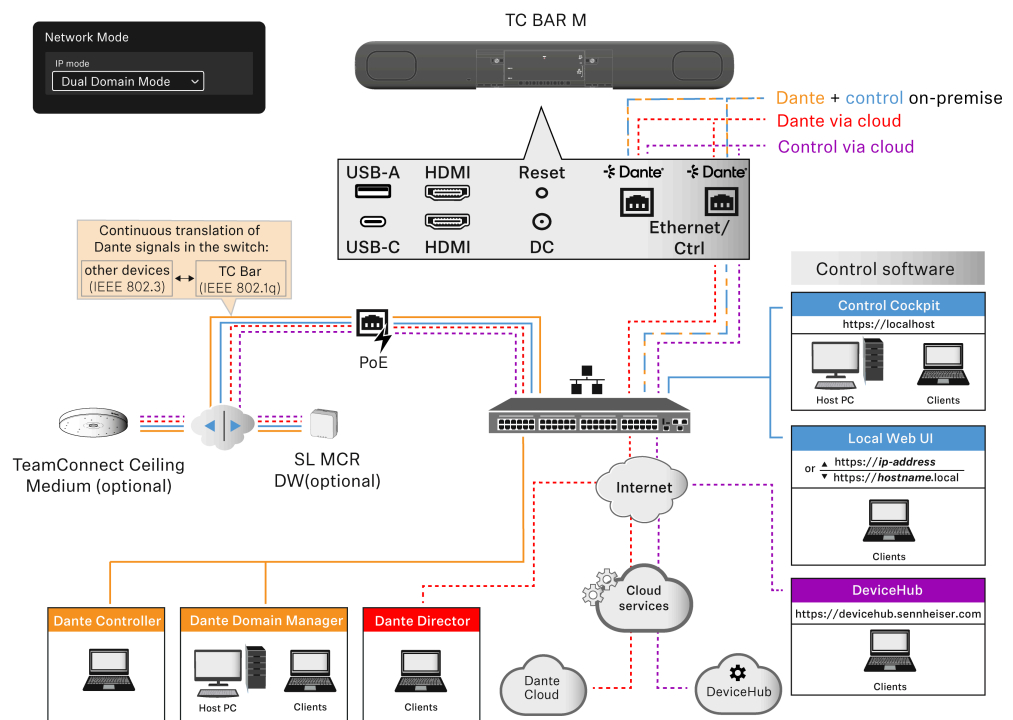 TC BAR M
Network Mode
IP mode
Dual Domain Mode
Dante + control on-premise
Dante via cloud
Control via cloud
USB-A
HDMI
Reset
Dante
Dante
USB-C
HDMI
DC
Ethernet/
Ctrl
Continuous translation of
Dante signals in the switch:
other devices
(IEEE 802.3)
TC Bar
(IEEE 802.1q)
PoE
TeamConnect Ceiling
Medium (optional)
SL MCR
DW(optional)
Control software
Control Cockpit
https://localhost
Host PC
Clients
Local Web UI
or
https://ip-address
https://hostname.local
Clients
DeviceHub
https://devicehub.sennheiser.com
Clients
Internet
Cloud
services
Dante
Cloud
DeviceHub
Dante Controller
Dante Domain Manager
Host PC
Clients
Dante Director
Clients